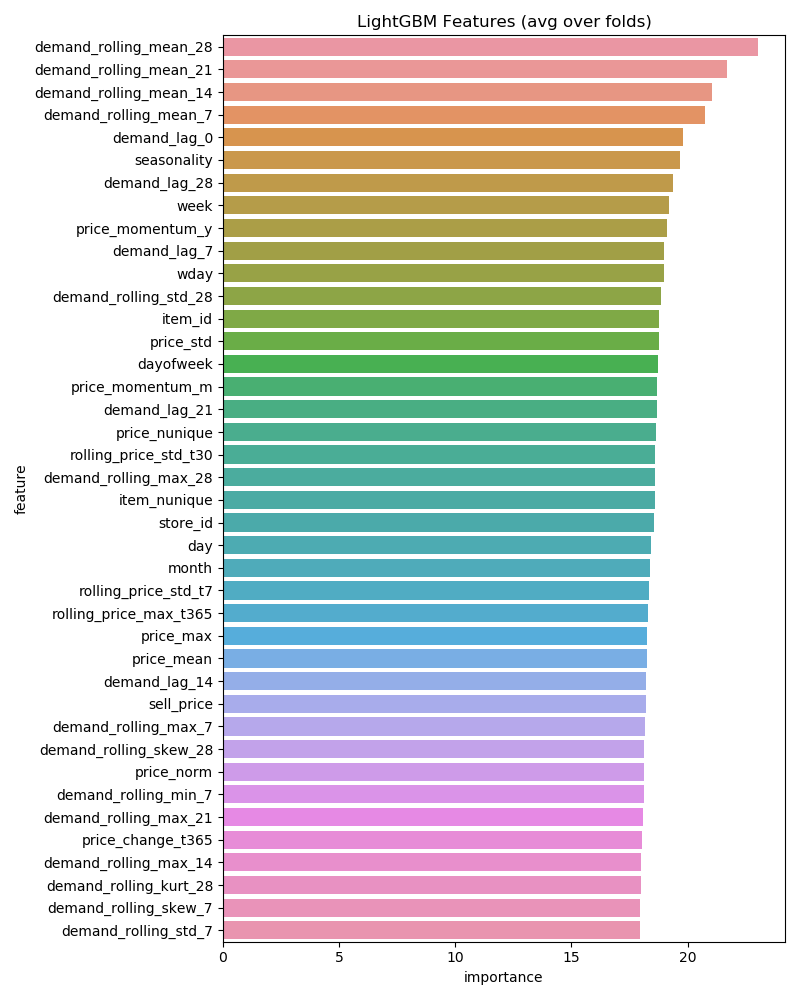 LightGBM Features (avg over folds)
demand_rolling_mean_28
demand_rolling_mean_21
demand_rolling_mean_14
demand_rolling_mean_7
demand_lag_0
seasonality
demand_lag_28
week
price_momentum_y
demand_lag_7
wday
demand_rolling_std_28
item_id
price_std
dayofweek
price_momentum_m
demand_lag_21
price_nunique
rolling_price_std_t30
demand_rolling_max_28
item_nunique
store_id
day
month
rolling_price_std_t7
rolling_price_max_t365
price_max
price_mean
demand_lag_14
sell_price
demand_rolling_max_7
demand_rolling_skew_28
price_norm
demand_rolling_min_7
demand_rolling_max_21
price_change_t365
demand_rolling_max_14
demand_rolling_kurt_28
demand_rolling_skew_7
demand_rolling_std_7
feature
0 5 10 15 20
importance